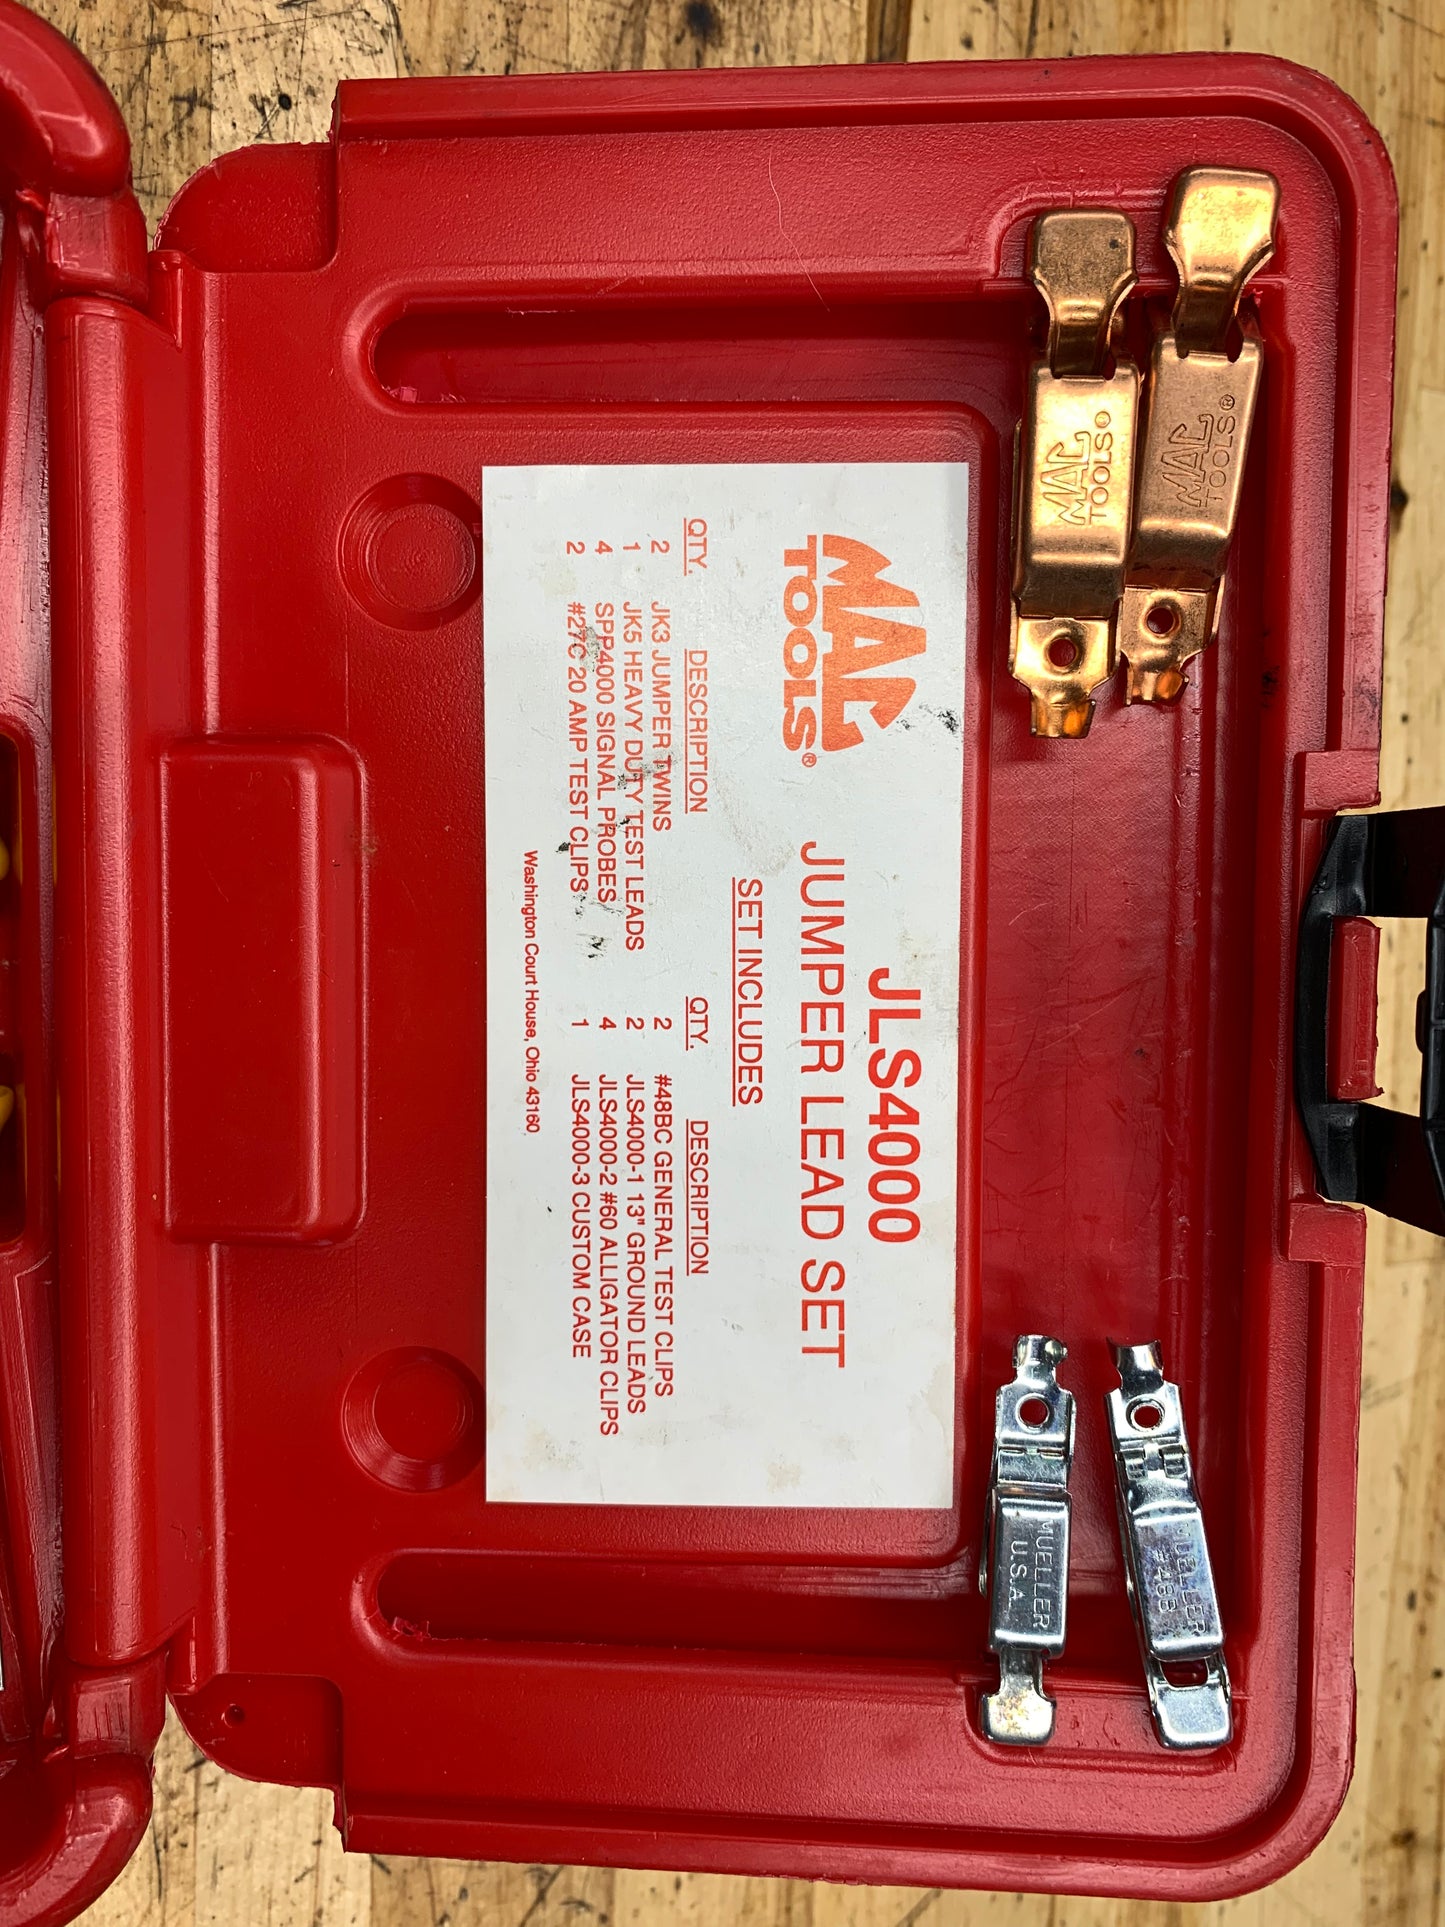 MAC
TOOLS®
JLS4000
JUMPER LEAD SET
SET INCLUDES
QTY. DESCRIPTION
2 JK3 JUMPER TWINS
1 JK5 HEAVY DUTY TEST LEADS
4 SPP4000 SIGNAL PROBES
2 #27C 20 AMP TEST CLIPS
QTY. DESCRIPTION
2 #48BC GENERAL TEST CLIPS
2 JLS4000-1 13" GROUND LEADS
4 JLS4000-2 #60 ALLIGATOR CLIPS
1 JLS4000-3 CUSTOM CASE
Washington Court House, Ohio 43160
MAC
TOOLS®
MAC
TOOLS®
MUELLER
U.S.A.
MUELLER
#48B